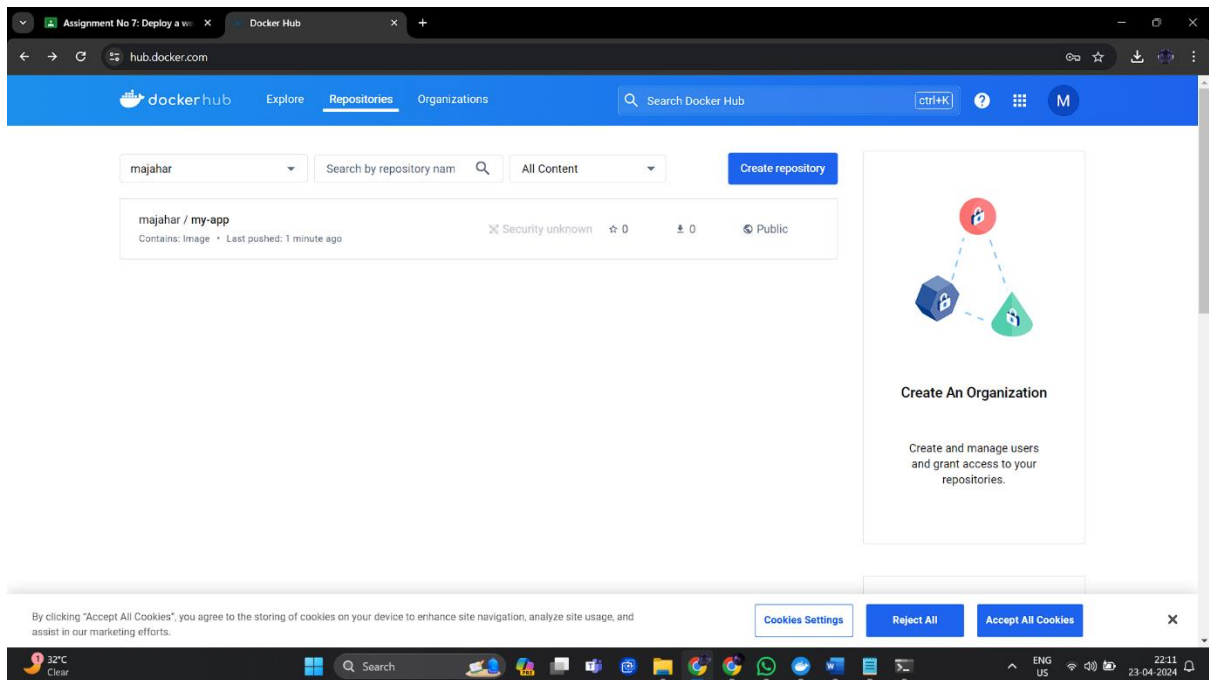 Assignment No 7: Deploy a we
Docker Hub
hub.docker.com
dockerhub Explore Repositories Organizations Search Docker Hub ctrl+K ? M
majahar Search by repository nam All Content Create repository
majahar / my-app
Contains: Image • Last pushed: 1 minute ago
Security unknown 0 0 Public
Create An Organization
Create and manage users
and grant access to your
repositories.
By clicking "Accept All Cookies", you agree to the storing of cookies on your device to enhance site navigation, analyze site usage, and
assist in our marketing efforts.
Cookies Settings Reject All Accept All Cookies
1 32°C
Clear
Search
ENG
US
22:11
23-04-2024